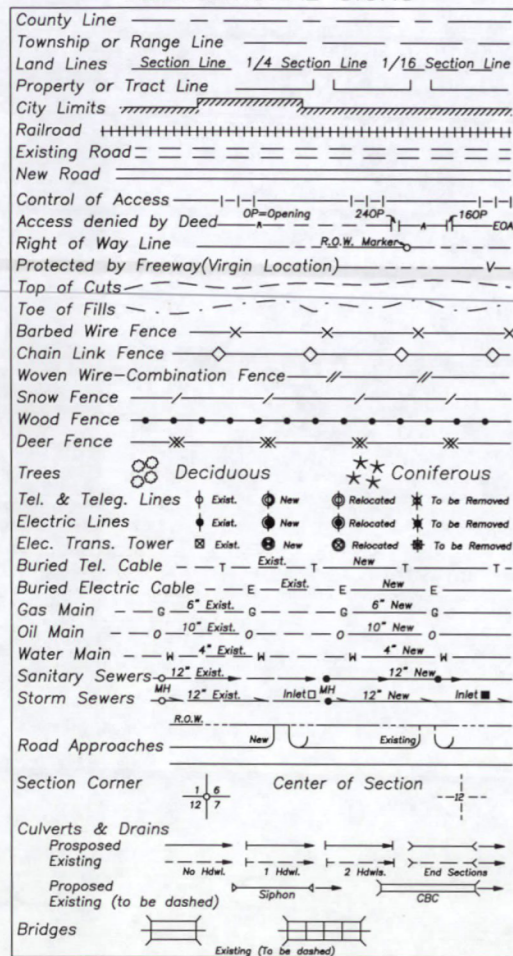 County Line
Township or Range Line
Land Lines Section Line 1/4 Section Line 1/16 Section Line
Property or Tract Line
City Limits
Railroad
Existing Road
New Road
Control of Access
OP=Opening 24OP 16OP
Access denied by Deed A A EOA
Right of Way Line R.O.W. Marker
Protected by Freeway(Virgin Location) V
Top of Cuts
Toe of Fills
Barbed Wire Fence
Chain Link Fence
Woven Wire-Combination Fence
Snow Fence
Wood Fence
Deer Fence
Trees Deciduous Coniferous
Tel. & Teleg. Lines Exist. New Relocated To be Removed
Electric Lines Exist. New Relocated To be Removed
Elec. Trans. Tower Exist. New Relocated To be Removed
Buried Tel. Cable T Exist. T New T T
Buried Electric Cable E Exist. E New E
Gas Main G 6" Exist. G G 6" New G
Oil Main O 10" Exist. O O 10" New O
Water Main W 4" Exist. W W 4" New W
Sanitary Sewers 12" Exist. 12" New
MH MH
Storm Sewers 12" Exist. Inlet 12" New Inlet
R.O.W.
Road Approaches New Existing
Section Corner 1 6 Center of Section
12 7 12
Culverts & Drains
Prosposed
Existing
No Hdwl. 1 Hdwl. 2 Hdwls. End Sections
Proposed
Existing (to be dashed) Siphon CBC
Bridges
Existing (To be dashed)